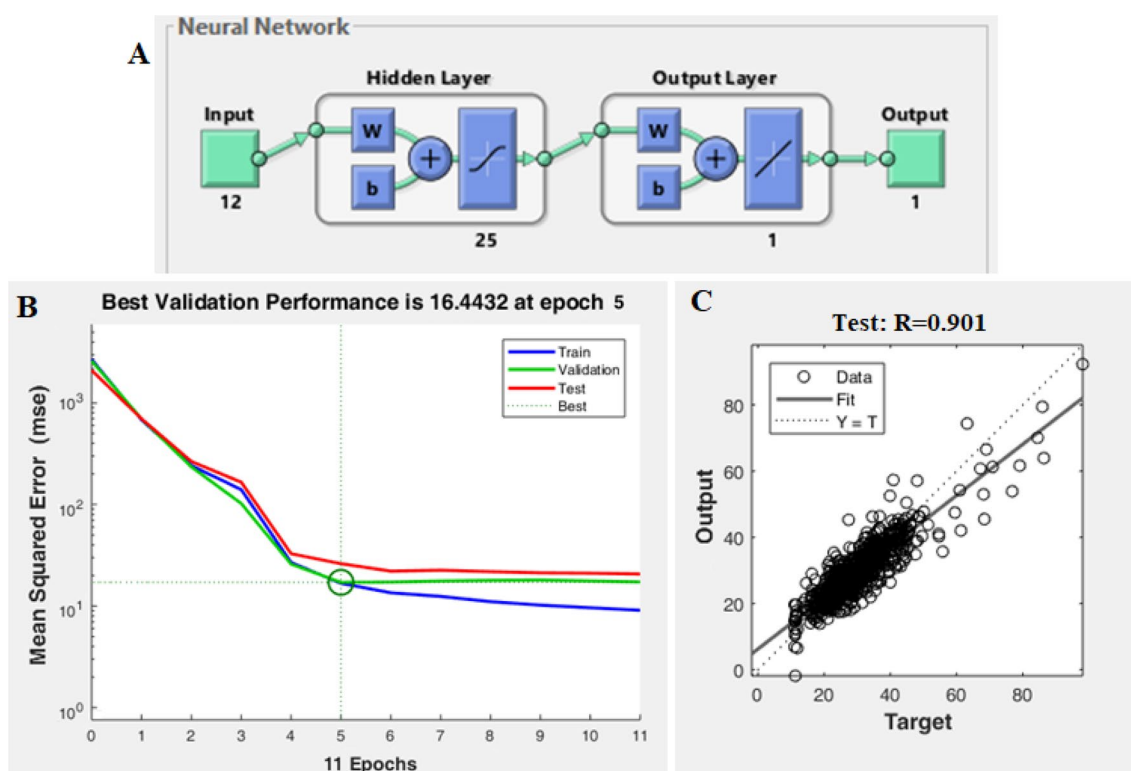 A
Neural Network
Hidden Layer
Output Layer
Input
Output
W
b
W
b
12
25
1
1
B
Best Validation Performance is 16.4432 at epoch 5
Mean Squared Error (mse)
10³
10²
10¹
10⁰
Train
Validation
Test
Best
0 1 2 3 4 5 6 7 8 9 10 11
11 Epochs
C
Test: R=0.901
Output
80
60
40
20
0
Data
Fit
Y = T
0 20 40 60 80
Target